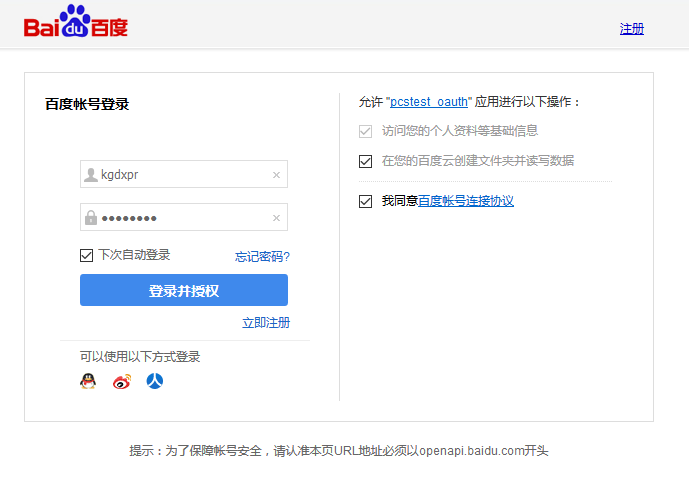 Bai du 百度
注册
百度帐号登录
kgdxpr
●●●●●●●●
下次自动登录 忘记密码?
登录并授权
立即注册
可以使用以下方式登录
允许 "pcstest_oauth" 应用进行以下操作：
访问您的个人资料等基础信息
在您的百度云创建文件夹并读写数据
我同意百度帐号连接协议
提示：为了保障帐号安全，请认准本页URL地址必须以openapi.baidu.com开头